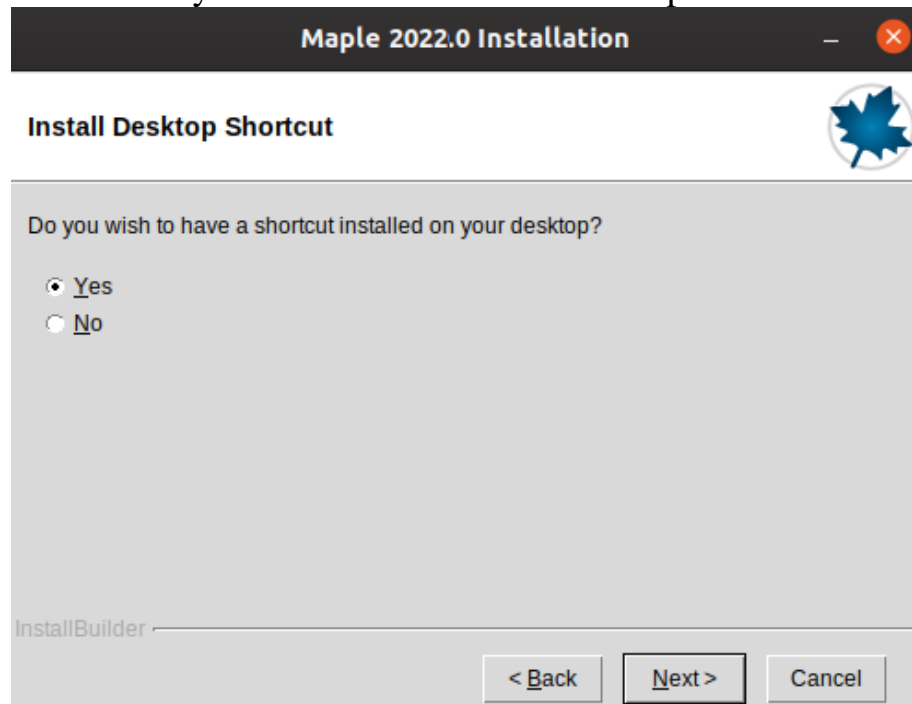 Maple 2022.0 Installation
Install Desktop Shortcut
Do you wish to have a shortcut installed on your desktop?
Yes
No
InstallBuilder
< Back Next > Cancel